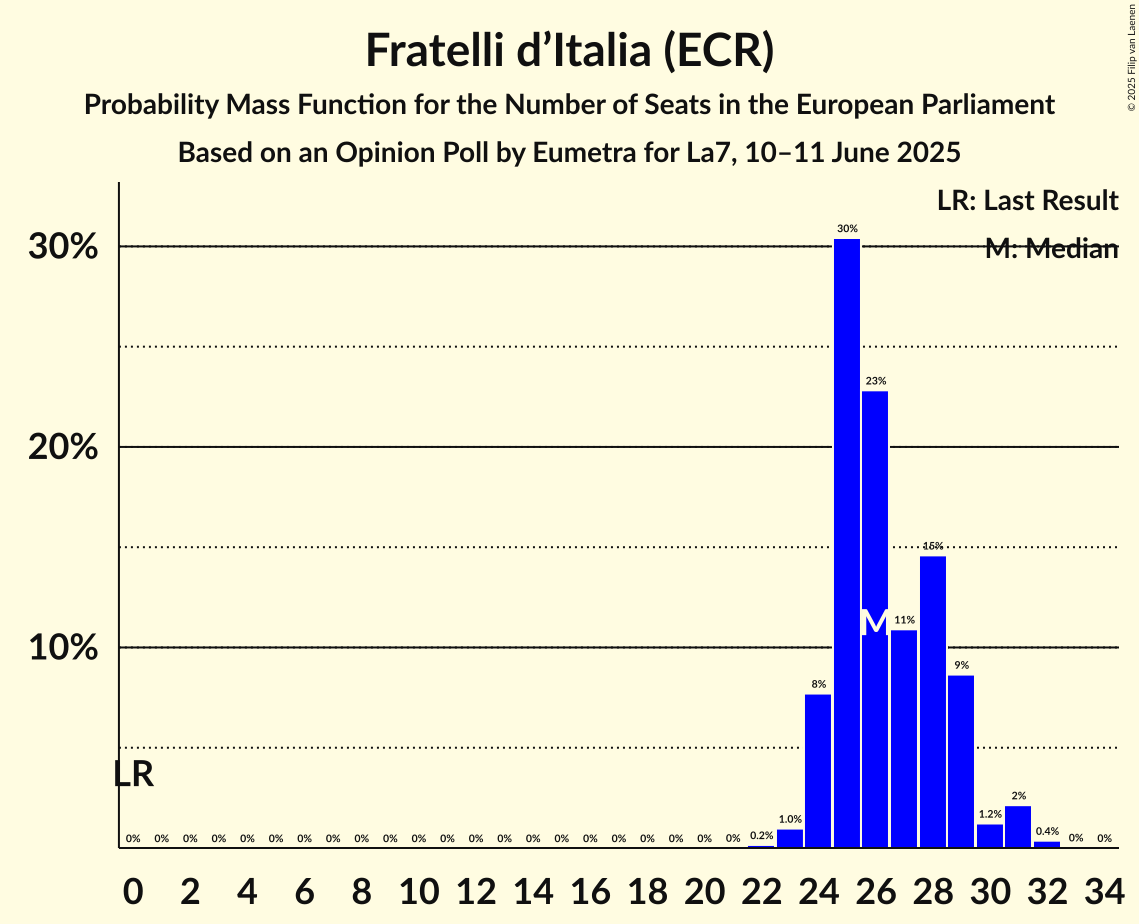 Fratelli d’Italia (ECR)
Probability Mass Function for the Number of Seats in the European Parliament
Based on an Opinion Poll by Eumetra for La7, 10–11 June 2025
© 2025 Filip van Laenen
LR: Last Result
M: Median
30%
20%
10%
30%
23%
15%
M
11%
9%
8%
LR
2%
1.2%
1.0%
0.4%
0.2%
0% 0% 0% 0% 0% 0% 0% 0% 0% 0% 0% 0% 0% 0% 0% 0% 0% 0% 0% 0% 0% 0% 0% 0%
0 2 4 6 8 10 12 14 16 18 20 22 24 26 28 30 32 34